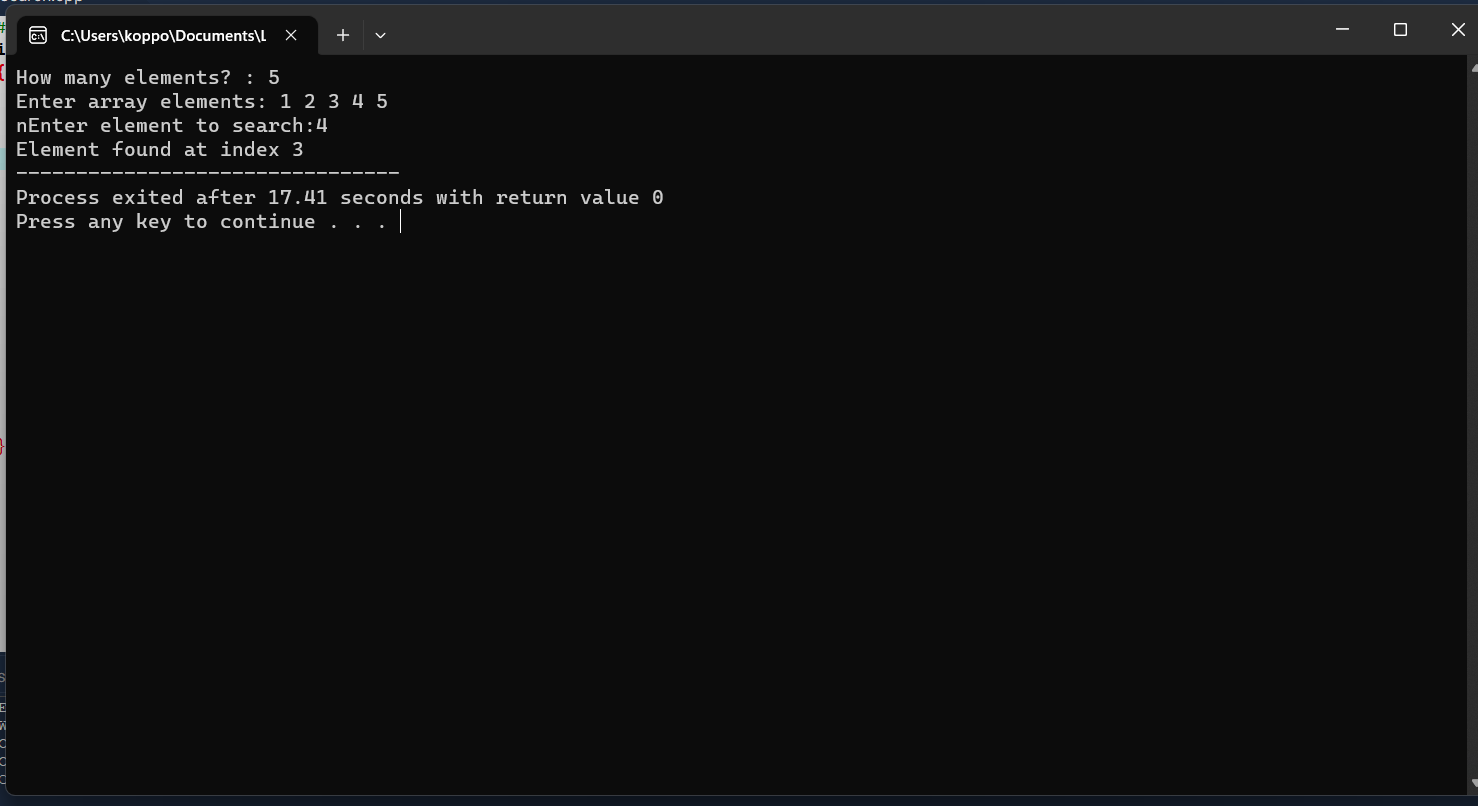 C:\Users\koppo\Documents\L
How many elements? : 5
Enter array elements: 1 2 3 4 5
nEnter element to search:4
Element found at index 3
--------------------------------
Process exited after 17.41 seconds with return value 0
Press any key to continue . . .